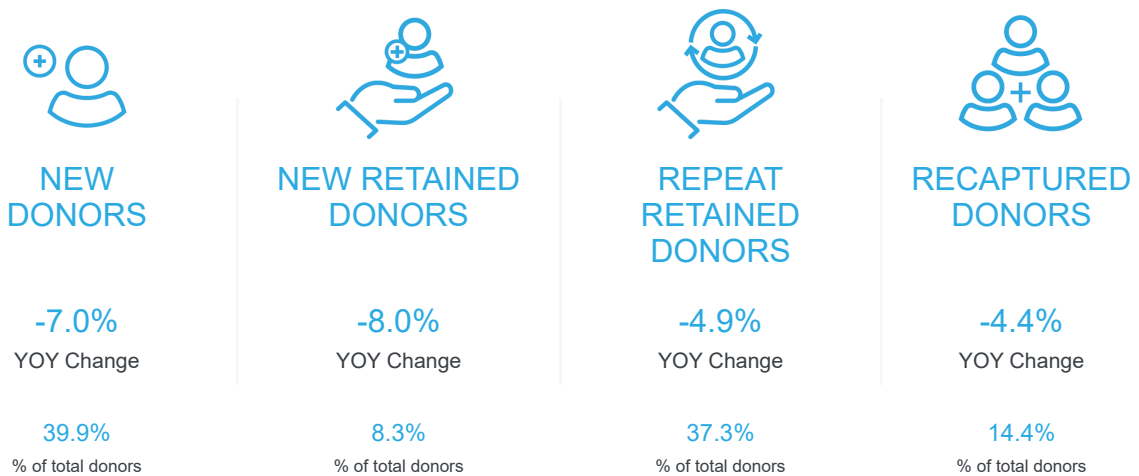 NEW
DONORS
-7.0%
YOY Change
39.9%
% of total donors
NEW RETAINED
DONORS
-8.0%
YOY Change
8.3%
% of total donors
REPEAT
RETAINED
DONORS
-4.9%
YOY Change
37.3%
% of total donors
RECAPTURED
DONORS
-4.4%
YOY Change
14.4%
% of total donors